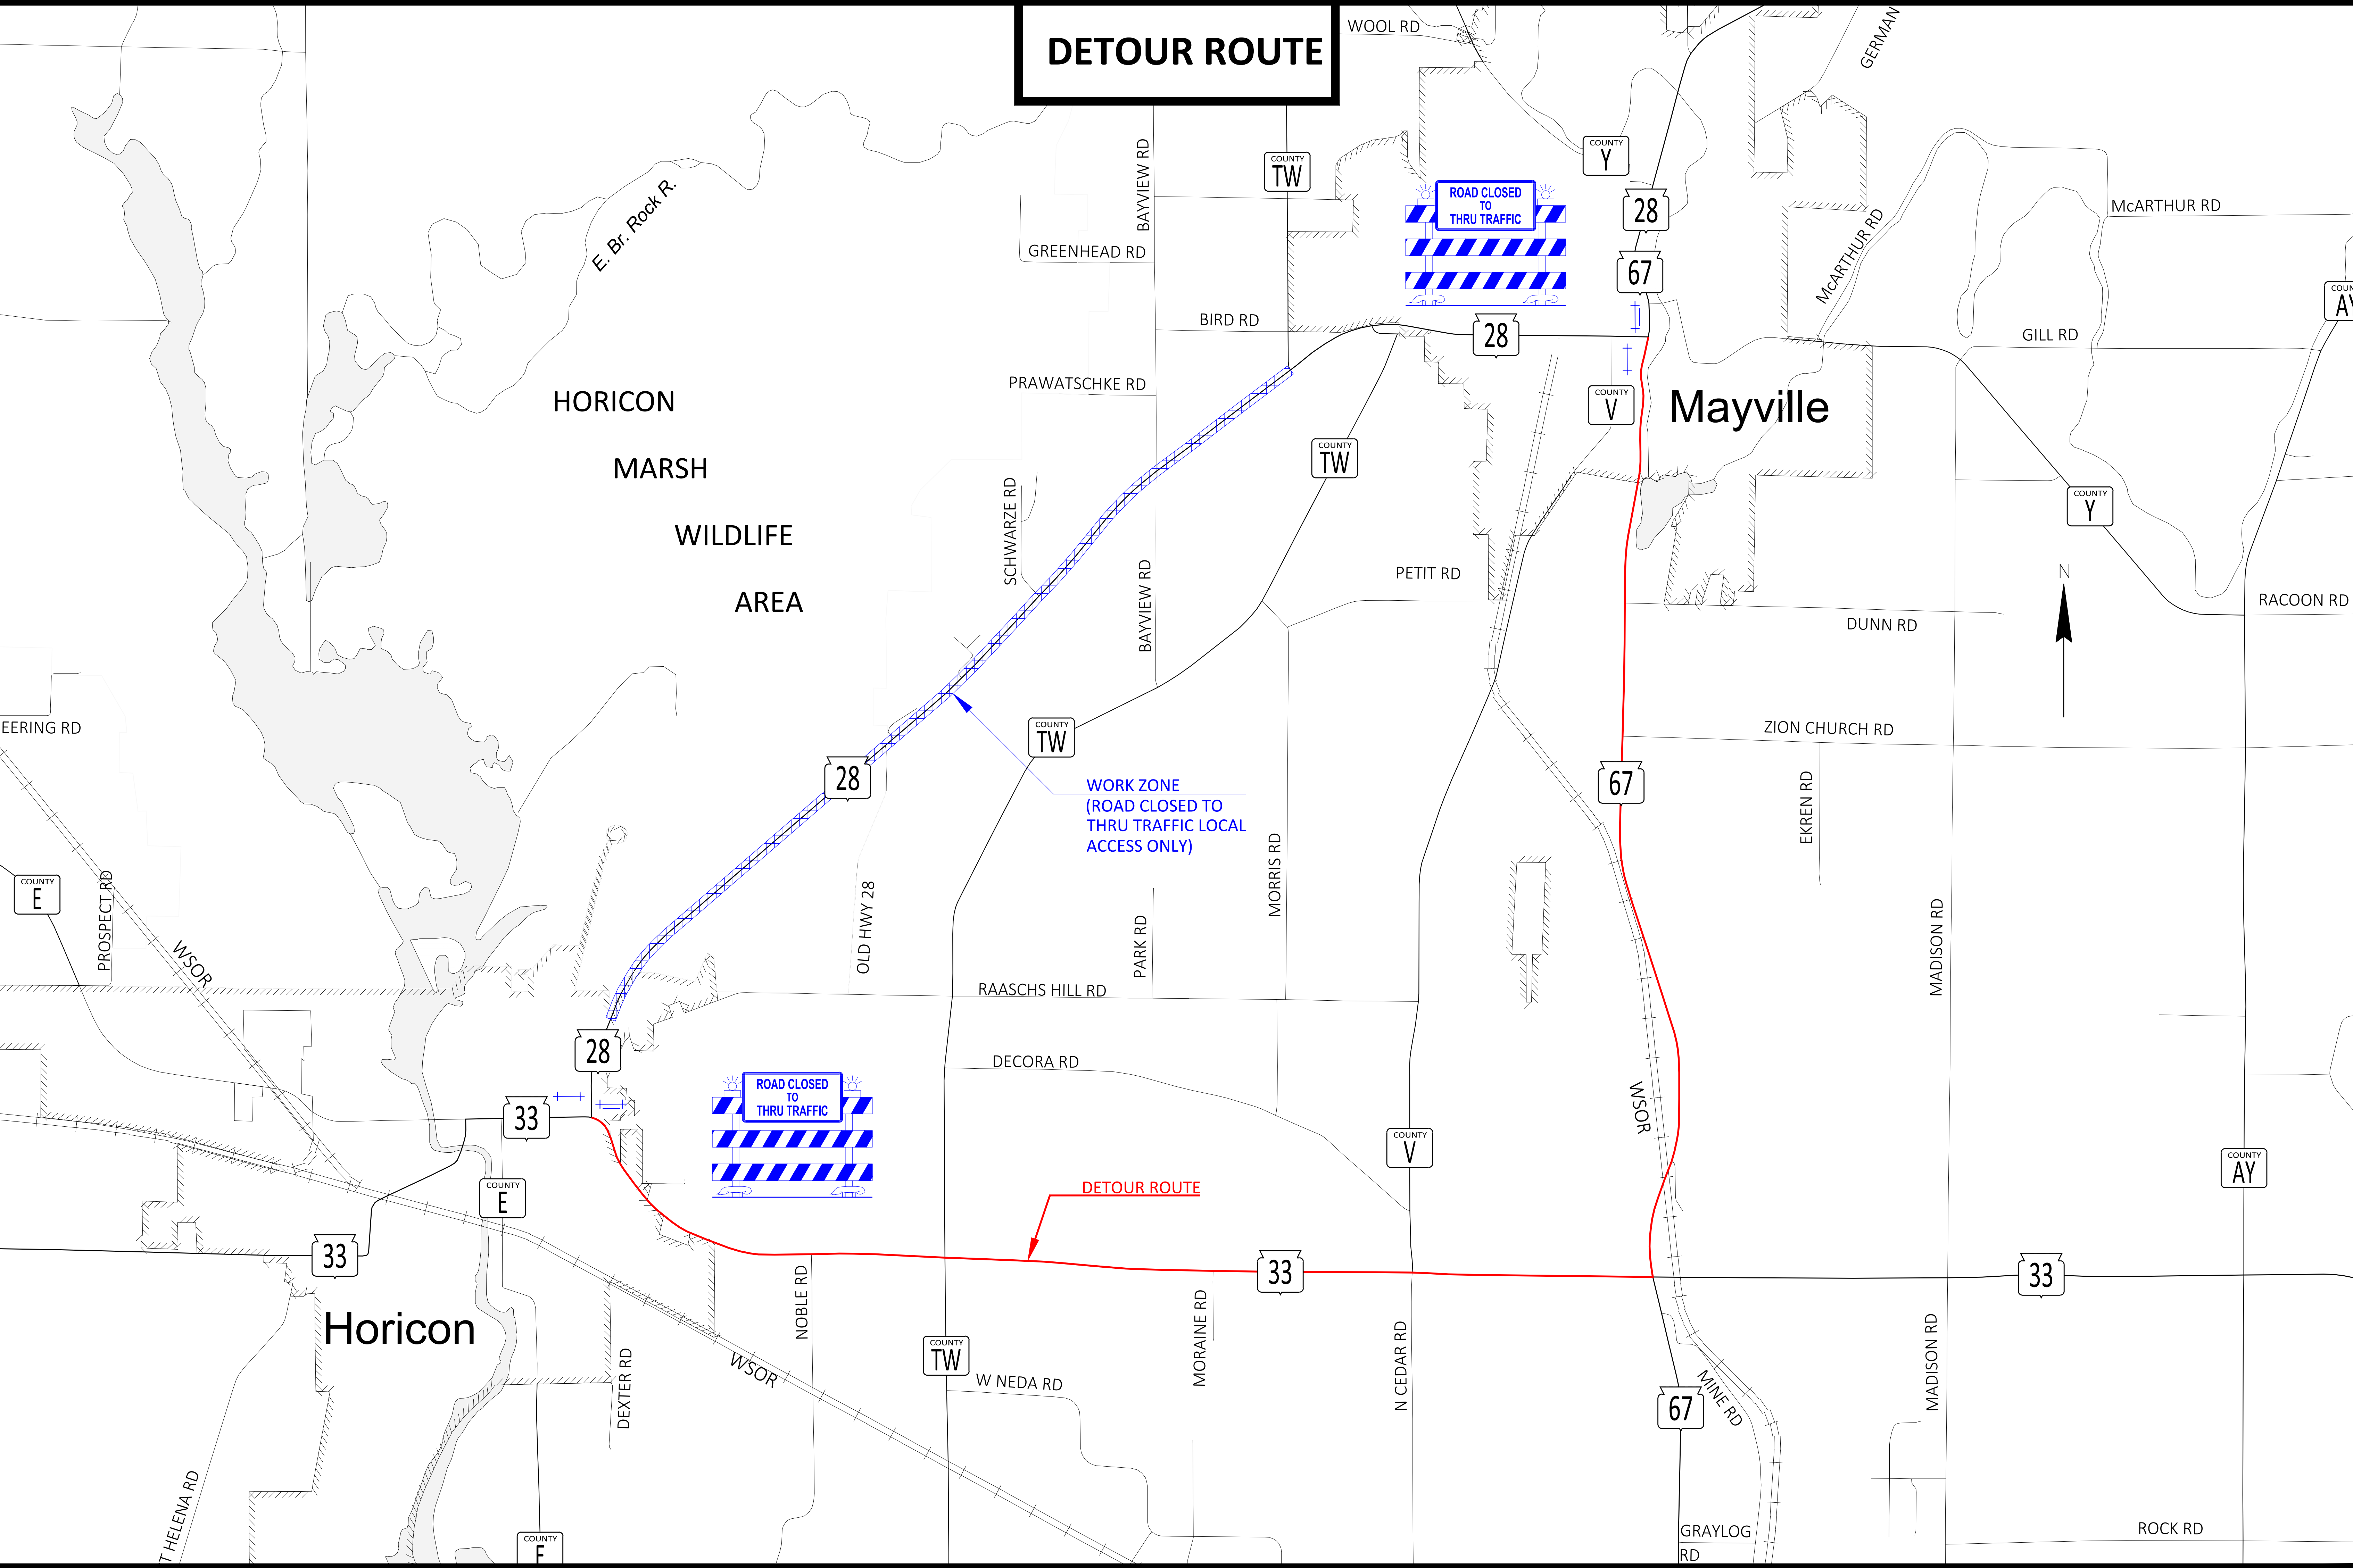 DETOUR ROUTE
WOOL RD
GERMAN
COUNTY
Y
COUNTY
TW
BAYVIEW RD
ROAD CLOSED
TO
THRU TRAFFIC
28
67
E. Br. Rock R.
McARTHUR RD
McARTHUR RD
GREENHEAD RD
BIRD RD
28
GILL RD
COUN
AY
PRAWATSCHKE RD
HORICON
MARSH
WILDLIFE
AREA
COUNTY
V
Mayville
COUNTY
TW
COUNTY
Y
SCHWARZE RD
BAYVIEW RD
PETIT RD
N
RACOON RD
DUNN RD
EERING RD
ZION CHURCH RD
COUNTY
TW
28
WORK ZONE
(ROAD CLOSED TO
THRU TRAFFIC LOCAL
ACCESS ONLY)
67
EKREN RD
MORRIS RD
COUNTY
E
PROSPECT RD
WSOR
OLD HWY 28
PARK RD
MADISON RD
RAASCHS HILL RD
28
DECORA RD
ROAD CLOSED
TO
THRU TRAFFIC
33
WSOR
COUNTY
V
COUNTY
AY
COUNTY
E
DETOUR ROUTE
33
33
33
Horicon
NOBLE RD
MORAINE RD
N CEDAR RD
MADISON RD
COUNTY
TW
WSOR
W NEDA RD
DEXTER RD
67
MINE RD
T HELENA RD
COUNTY
GRAYLOG
RD
ROCK RD